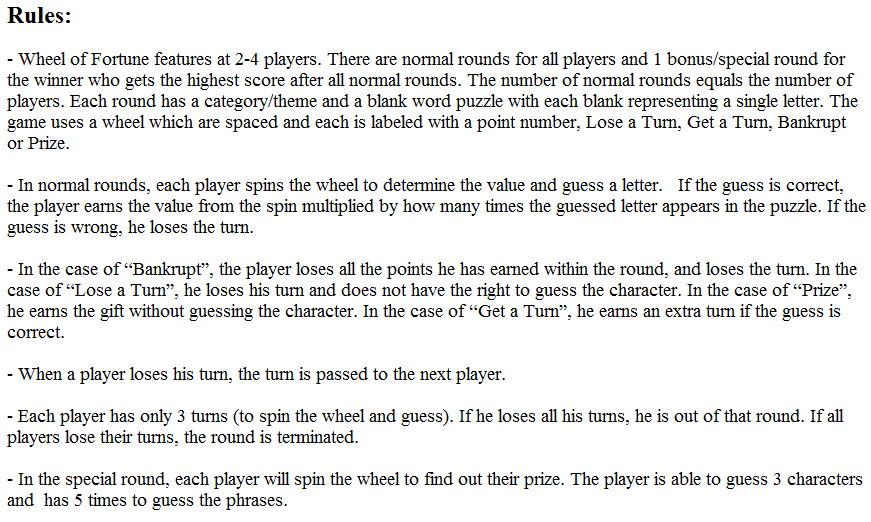 Rules:
- Wheel of Fortune features at 2-4 players. There are normal rounds for all players and 1 bonus/special round for
the winner who gets the highest score after all normal rounds. The number of normal rounds equals the number of
players. Each round has a category/theme and a blank word puzzle with each blank representing a single letter. The
game uses a wheel which are spaced and each is labeled with a point number, Lose a Turn, Get a Turn, Bankrupt
or Prize.
- In normal rounds, each player spins the wheel to determine the value and guess a letter.   If the guess is correct,
the player earns the value from the spin multiplied by how many times the guessed letter appears in the puzzle. If the
guess is wrong, he loses the turn.
- In the case of “Bankrupt”, the player loses all the points he has earned within the round, and loses the turn. In the
case of “Lose a Turn”, he loses his turn and does not have the right to guess the character. In the case of “Prize”,
he earns the gift without guessing the character. In the case of “Get a Turn”, he earns an extra turn if the guess is
correct.
- When a player loses his turn, the turn is passed to the next player.
- Each player has only 3 turns (to spin the wheel and guess). If he loses all his turns, he is out of that round. If all
players lose their turns, the round is terminated.
- In the special round, each player will spin the wheel to find out their prize. The player is able to guess 3 characters
and  has 5 times to guess the phrases.